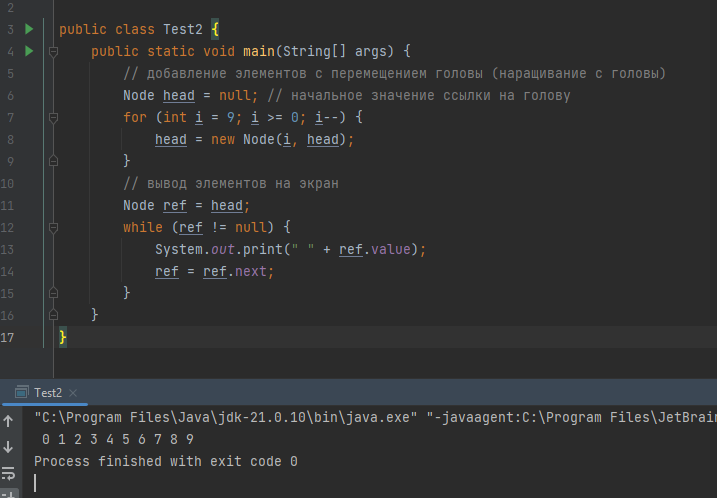 2
3 public class Test2 {
4 public static void main(String[] args) {
5 // добавление элементов с перемещением головы (наращивание с головы)
6 Node head = null; // начальное значение ссылки на голову
7 for (int i = 9; i >= 0; i--) {
8 head = new Node(i, head);
9 }
10 // вывод элементов на экран
11 Node ref = head;
12 while (ref != null) {
13 System.out.print(" " + ref.value);
14 ref = ref.next;
15 }
16 }
17 }
Test2
"C:\Program Files\Java\jdk-21.0.10\bin\java.exe" "-javaagent:C:\Program Files\JetBrain
0 1 2 3 4 5 6 7 8 9
Process finished with exit code 0